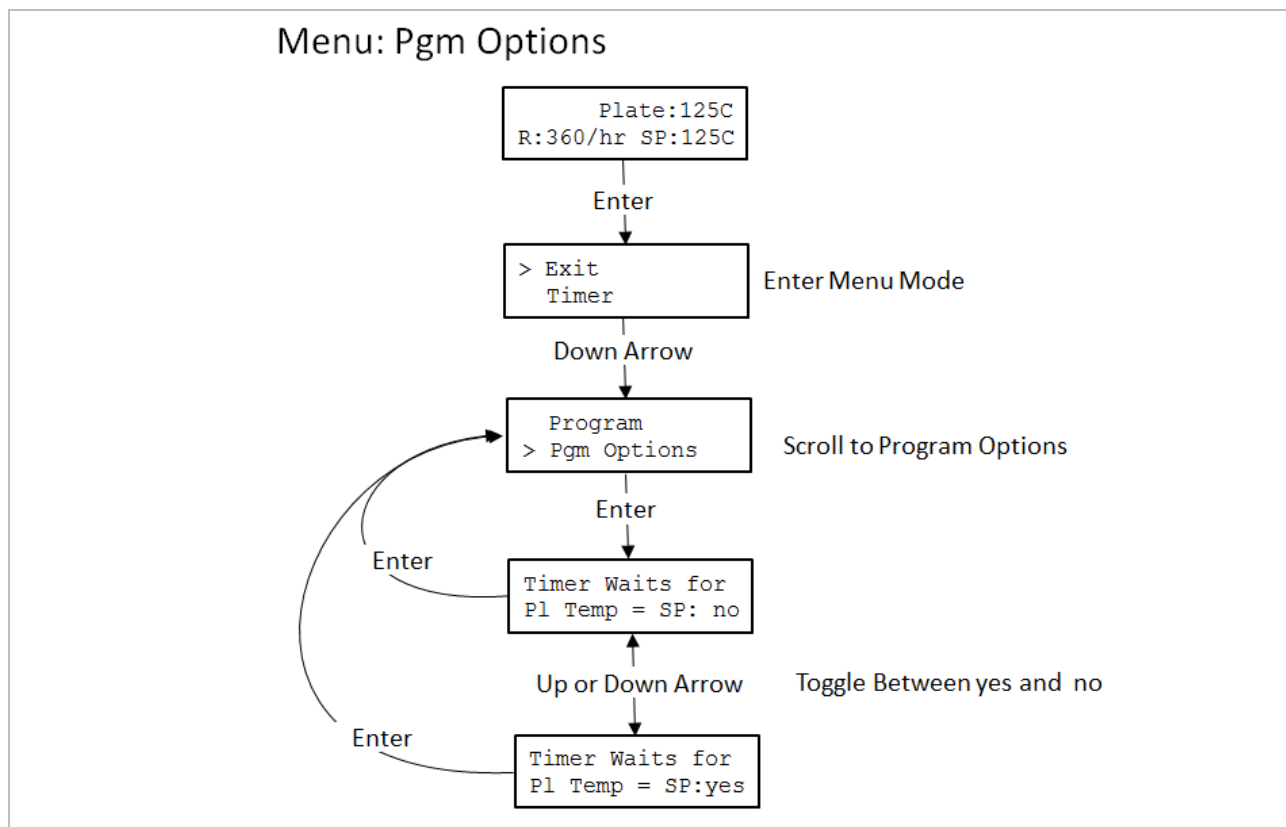 Menu: Pgm Options
Plate:125C
R:360/hr SP:125C
Enter
> Exit
Timer
Enter Menu Mode
Down Arrow
Program
> Pgm Options
Scroll to Program Options
Enter
Enter
Timer Waits for
Pl Temp = SP: no
Up or Down Arrow
Toggle Between yes and no
Enter
Timer Waits for
Pl Temp = SP:yes